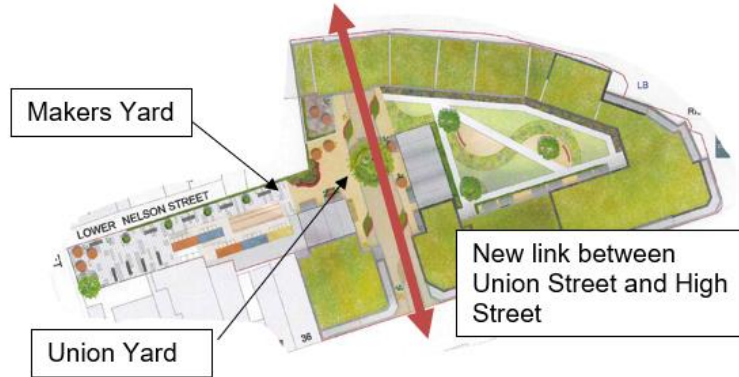 LB
Makers Yard
LOWER NELSON STREET
New link between
Union Street and High
Street
36
Union Yard